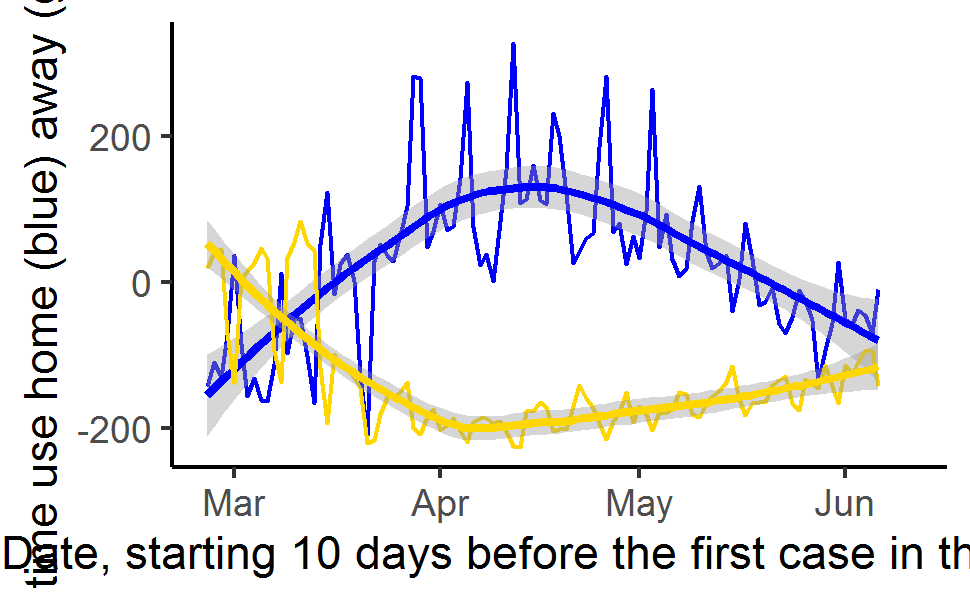 time use home (blue) away (
200
0
-200
Mar Apr May Jun
Date, starting 10 days before the first case in th